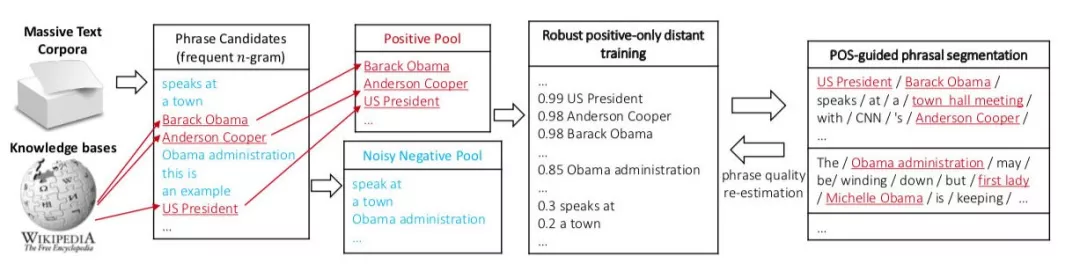 Massive Text
Corpora
Knowledge bases
WIKIPEDIA
The Free Encyclopedia
Phrase Candidates
(frequent n-gram)
speaks at
a town
Barack Obama
Anderson Cooper
Obama administration
this is
an example
US President
...
Positive Pool
Barack Obama
Anderson Cooper
US President
...
Noisy Negative Pool
speak at
a town
Obama administration
...
Robust positive-only distant
training
...
0.99 US President
0.98 Anderson Cooper
0.98 Barack Obama
...
0.85 Obama administration
...
0.3 speaks at
0.2 a town
...
phrase quality
re-estimation
POS-guided phrasal segmentation
US President / Barack Obama /
speaks / at / a / town hall meeting /
with / CNN / 's / Anderson Cooper /
...
The / Obama administration / may /
be/ winding / down / but / first lady
/ Michelle Obama / is / keeping / ...
...